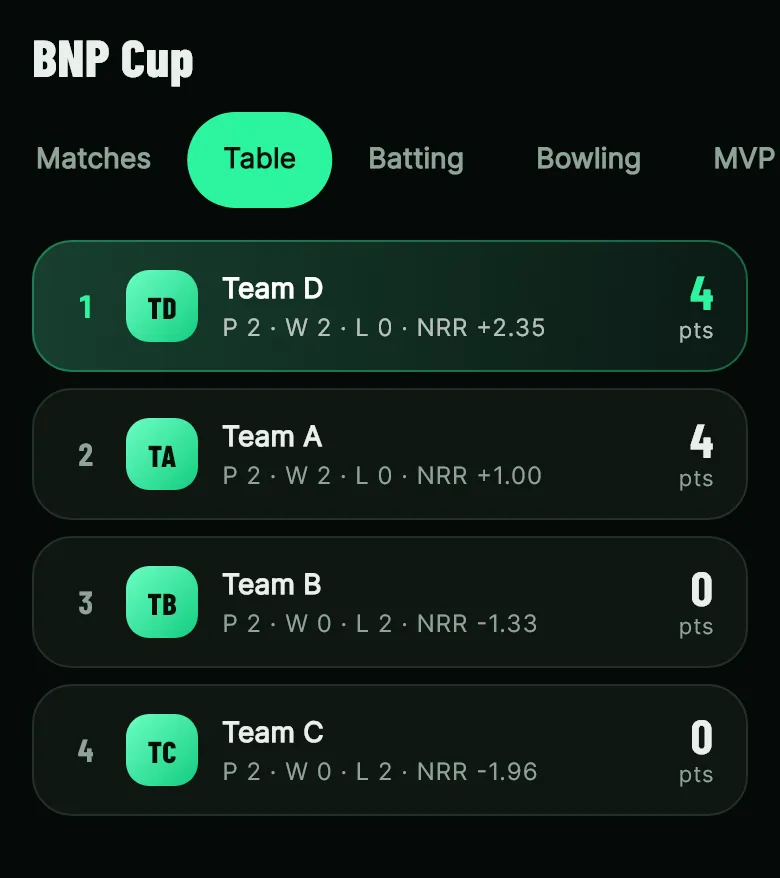 BNP Cup
Matches Table Batting Bowling MVP
1 TD Team D 4
P 2 · W 2 · L 0 · NRR +2.35 pts
2 TA Team A 4
P 2 · W 2 · L 0 · NRR +1.00 pts
3 TB Team B 0
P 2 · W 0 · L 2 · NRR -1.33 pts
4 TC Team C 0
P 2 · W 0 · L 2 · NRR -1.96 pts